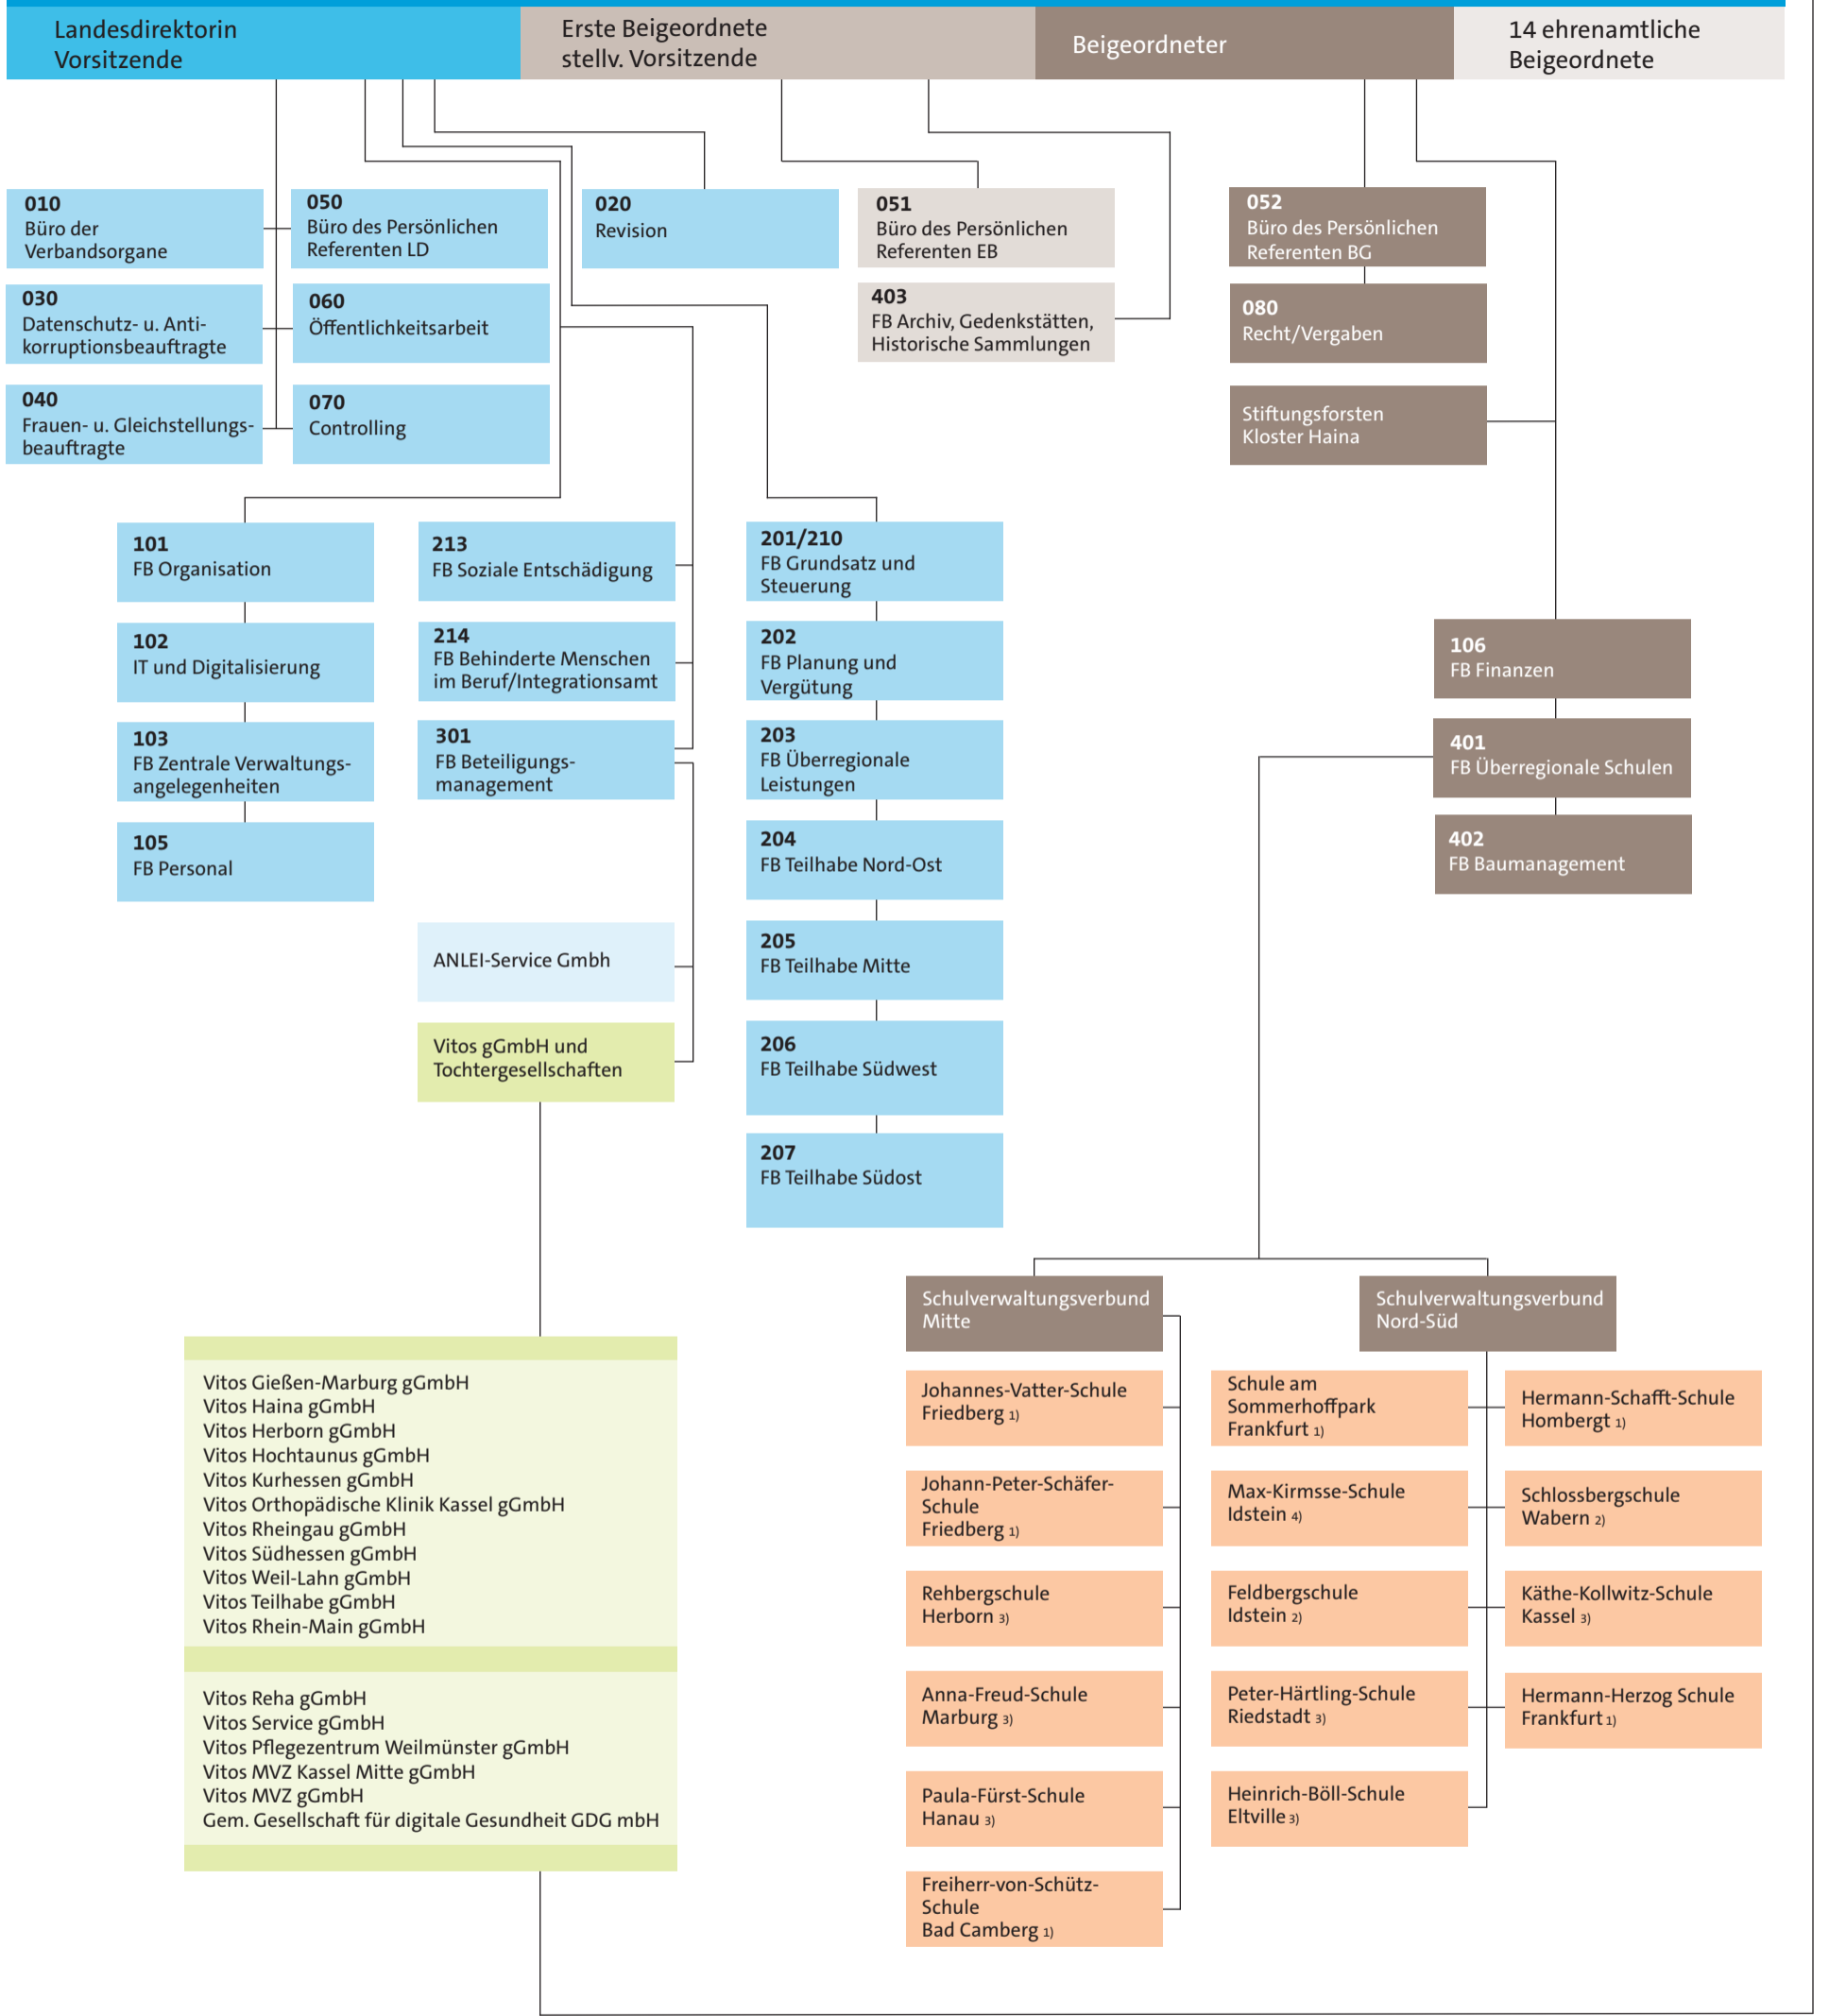 Landesdirektorin
Vorsitzende
Erste Beigeordnete
stellv. Vorsitzende
Beigeordneter
14 ehrenamtliche
Beigeordnete
010
Büro der
Verbandsorgane
050
Büro des Persönlichen
Referenten LD
020
Revision
051
Büro des Persönlichen
Referenten EB
052
Büro des Persönlichen
Referenten BG
030
Datenschutz- u. Anti-
korruptionsbeauftragte
060
Öffentlichkeitsarbeit
403
FB Archiv, Gedenkstätten,
Historische Sammlungen
080
Recht/Vergaben
040
Frauen- u. Gleichstellungs-
beauftragte
070
Controlling
Stiftungsforsten
Kloster Haina
101
FB Organisation
102
IT und Digitalisierung
103
FB Zentrale Verwaltungs-
angelegenheiten
105
FB Personal
213
FB Soziale Entschädigung
214
FB Behinderte Menschen
im Beruf/Integrationsamt
301
FB Beteiligungs-
management
ANLEI-Service Gmbh
Vitos gGmbH und
Tochtergesellschaften
201/210
FB Grundsatz und
Steuerung
202
FB Planung und
Vergütung
203
FB Überregionale
Leistungen
204
FB Teilhabe Nord-Ost
205
FB Teilhabe Mitte
206
FB Teilhabe Südwest
207
FB Teilhabe Südost
106
FB Finanzen
401
FB Überregionale Schulen
402
FB Baumanagement
Vitos Gießen-Marburg gGmbH
Vitos Haina gGmbH
Vitos Herborn gGmbH
Vitos Hochtaunus gGmbH
Vitos Kurhessen gGmbH
Vitos Orthopädische Klinik Kassel gGmbH
Vitos Rheingau gGmbH
Vitos Südhessen gGmbH
Vitos Weil-Lahn gGmbH
Vitos Teilhabe gGmbH
Vitos Rhein-Main gGmbH
Vitos Reha gGmbH
Vitos Service gGmbH
Vitos Pflegezentrum Weilmünster gGmbH
Vitos MVZ Kassel Mitte gGmbH
Vitos MVZ gGmbH
Gem. Gesellschaft für digitale Gesundheit GDG mbH
Schulverwaltungsverbund
Mitte
Johannes-Vatter-Schule
Friedberg 1)
Johann-Peter-Schäfer-
Schule
Friedberg 1)
Rehbergschule
Herborn 3)
Anna-Freud-Schule
Marburg 3)
Paula-Fürst-Schule
Hanau 3)
Freiherr-von-Schütz-
Schule
Bad Camberg 1)
Schulverwaltungsverbund
Nord-Süd
Schule am
Sommerhoffpark
Frankfurt 1)
Max-Kirmsse-Schule
Idstein 4)
Feldbergschule
Idstein 2)
Peter-Härtling-Schule
Riedstadt 3)
Heinrich-Böll-Schule
Eltville 3)
Hermann-Schafft-Schule
Hombergt 1)
Schlossbergschule
Wabern 2)
Käthe-Kollwitz-Schule
Kassel 3)
Hermann-Herzog Schule
Frankfurt 1)